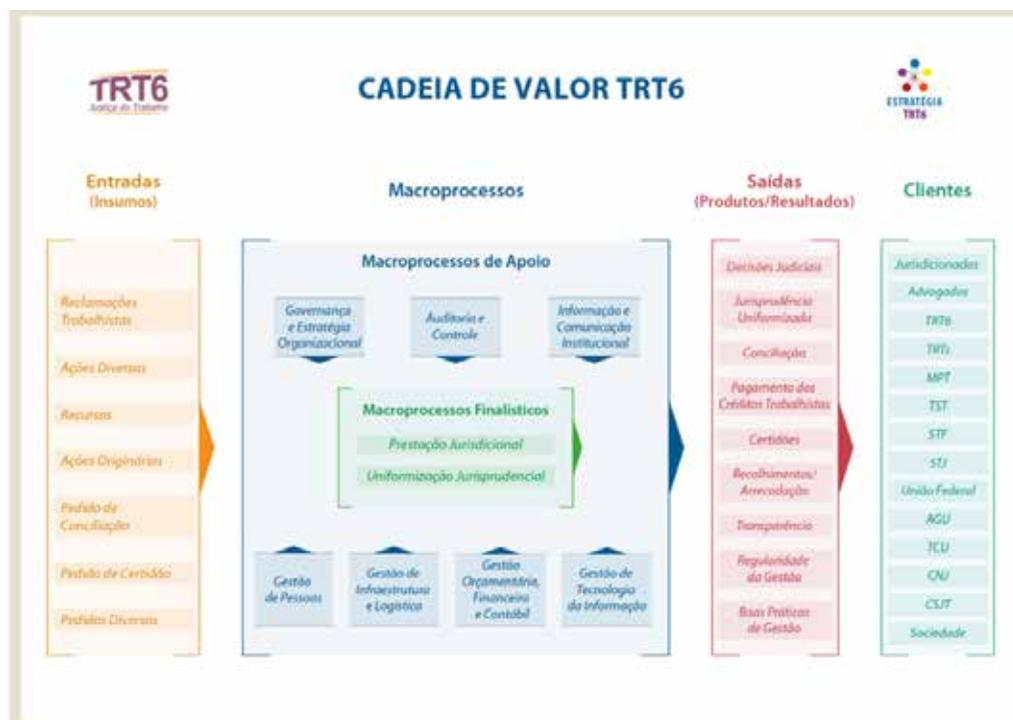 TRT6
Justiça do Trabalho
CADEIA DE VALOR TRT6
ESTRATÉGIA
TRT6
Entradas
(Insumos)
Reclamações
Trabalhistas
Ações Diversas
Recursos
Ações Originárias
Pedido de
Conciliação
Pedido de Certidão
Pedidos Diversos
Macroprocessos
Macroprocessos de Apoio
Governança
e Estratégia
Organizacional
Auditoria e
Controle
Informação e
Comunicação
Institucional
Macroprocessos Finalísticos
Prestação Jurisdicional
Uniformização Jurisprudencial
Gestão
de Pessoas
Gestão de
Infraestrutura
e Logística
Gestão
Orçamentária,
Financeira
e Contábil
Gestão de
Tecnologia
da Informação
Saídas
(Produtos/Resultados)
Decisões Judiciais
Jurisprudência
Uniformizada
Conciliação
Pagamento dos
Créditos Trabalhistas
Certidões
Recolhimentos/
Arrecadação
Transparência
Regularidade
da Gestão
Boas Práticas
de Gestão
Clientes
Jurisdicionados
Advogados
TRT6
TRTs
MPT
TST
STF
STJ
União Federal
AGU
TCU
CNJ
CSJT
Sociedade